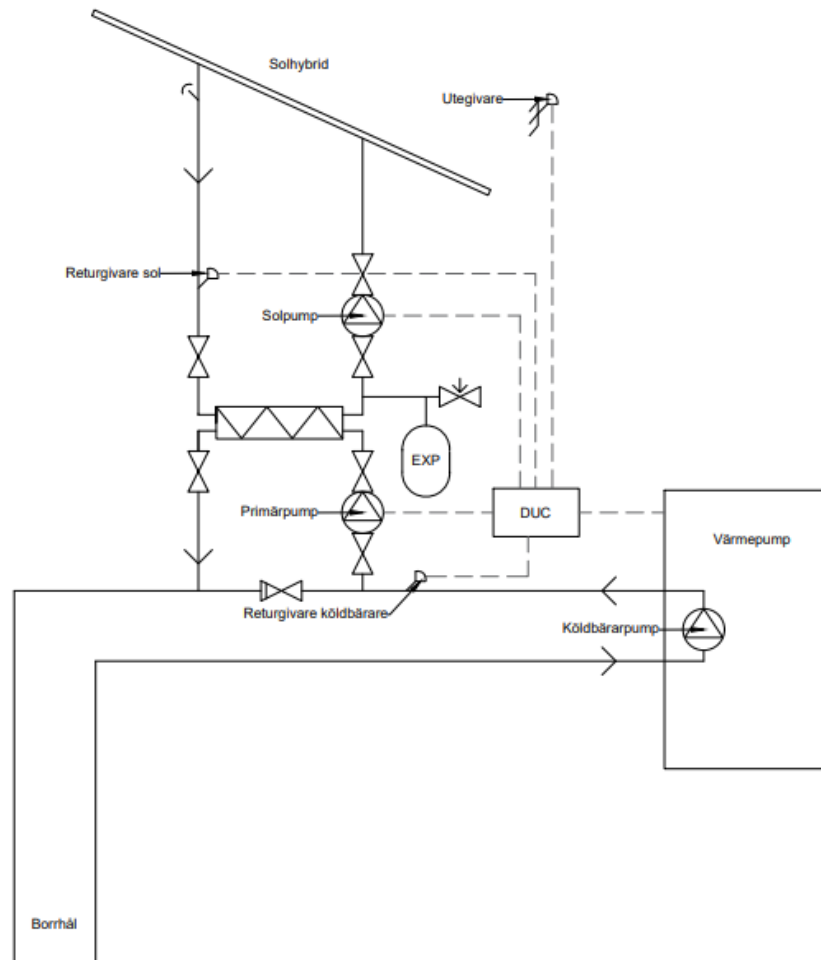 Solhybrid
Utegivare
Returgivare sol
Solpump
EXP
Primärpump
DUC
Värmepump
Returgivare köldbärare
Köldbärarpump
Borrhål